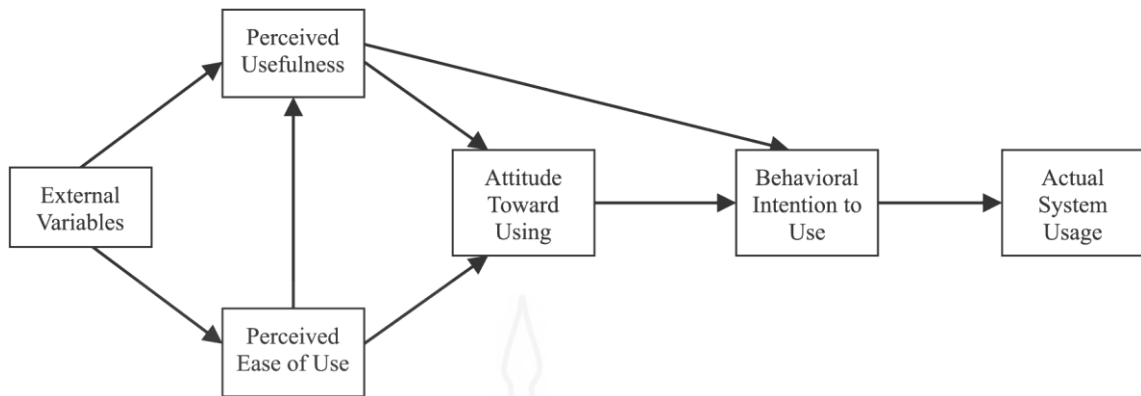 Perceived
Usefulness
External
Variables
Attitude
Toward
Using
Behavioral
Intention to
Use
Actual
System
Usage
Perceived
Ease of Use